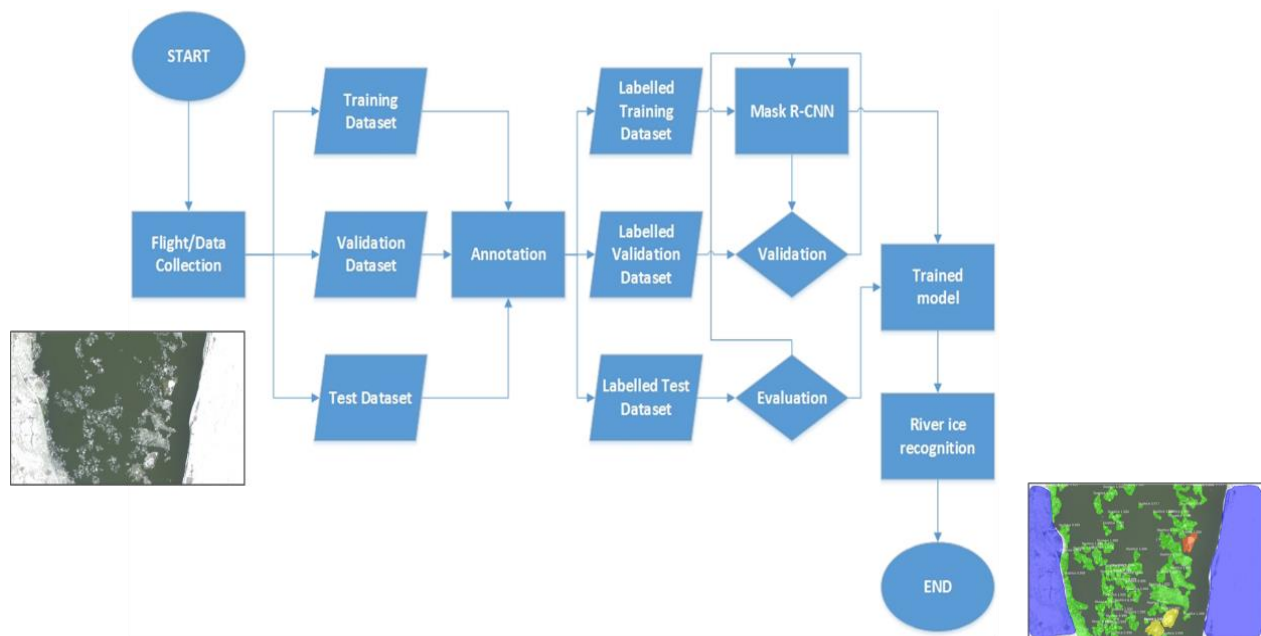 START
Flight/Data
Collection
Training
Dataset
Validation
Dataset
Test Dataset
Annotation
Labelled
Training
Dataset
Labelled
Validation
Dataset
Labelled Test
Dataset
Mask R-CNN
Validation
Evaluation
Trained
model
River ice
recognition
END